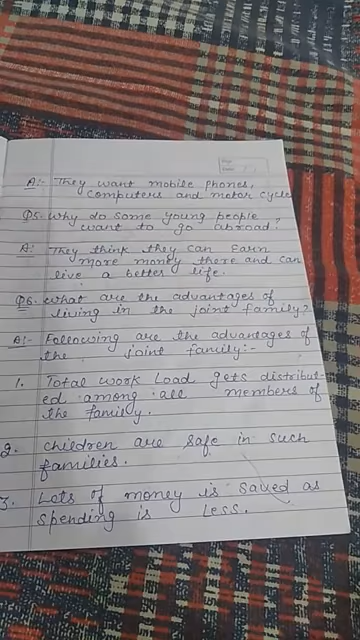 A:- They want mobile phones,
computers and motor cycle
Q5. Why do some young people
want to go abroad?
A:- They think they can earn
more money there and can
live a better life.
Q6. What are the advantages of
living in the joint family?
A:- Following are the advantages of
the joint family:-
1. Total work load gets distribut-
ed among all members of
the family.
2. Children are safe in such
families.
3. Lots of money is saved as
spending is less.